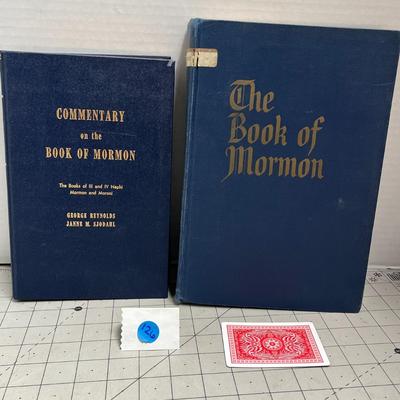 COMMENTARY
on the
BOOK OF MORMON
The Books of III and IV Nephi
Mormon and Moroni
GEORGE REYNOLDS
JANNE M. SJODAHL
The
Book of
Mormon
126